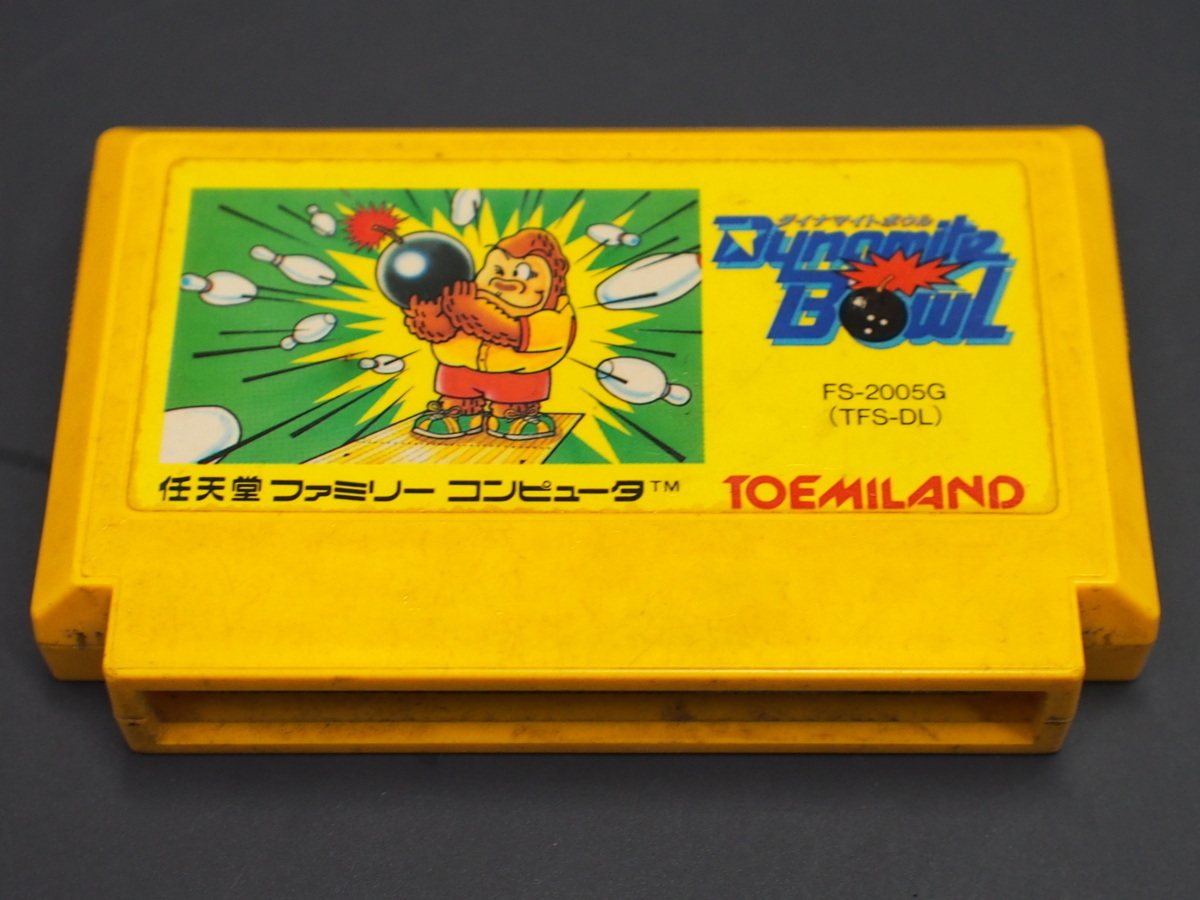 ダイナマイトボウル
Dynamite
Bowl
FS-2005G
(TFS-DL)
任天堂 ファミリー コンピュータ™
TOEMILAND